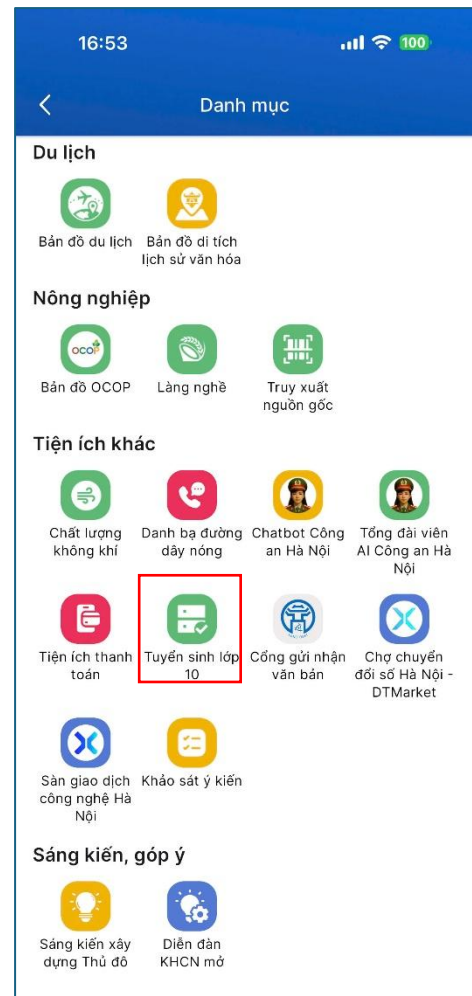 16:53
100
Danh mục
Du lịch
Bản đồ du lịch
Bản đồ di tích
lịch sử văn hóa
Nông nghiệp
OCOP
Bản đồ OCOP
Làng nghề
Truy xuất
nguồn gốc
Tiện ích khác
Chất lượng
không khí
Danh bạ đường
dây nóng
Chatbot Công
an Hà Nội
Tổng đài viên
AI Công an Hà
Nội
Tiện ích thanh
toán
Tuyển sinh lớp
10
Cổng gửi nhận
văn bản
Chợ chuyển
đổi số Hà Nội -
DTMarket
Sàn giao dịch
công nghệ Hà
Nội
Khảo sát ý kiến
Sáng kiến, góp ý
Sáng kiến xây
dựng Thủ đô
Diễn đàn
KHCN mở